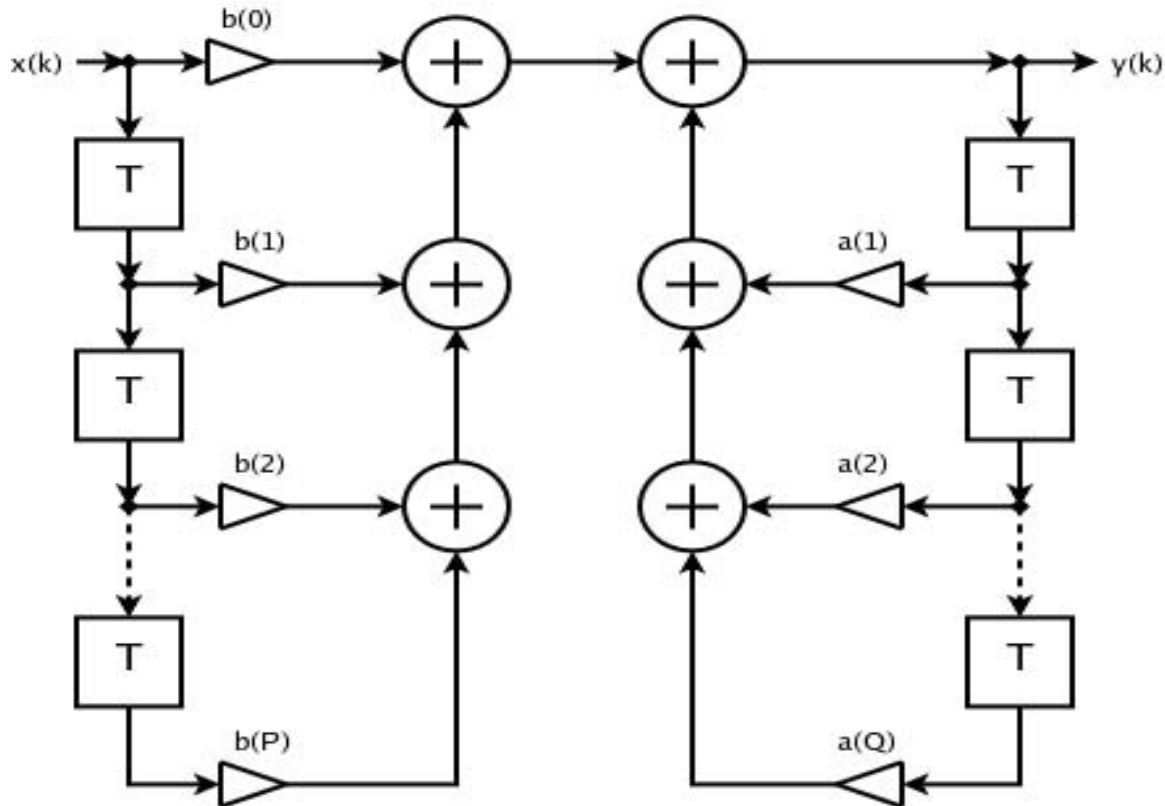 b(0)
x(k)
y(k)
T
T
b(1)
a(1)
T
T
b(2)
a(2)
T
T
b(P)
a(Q)